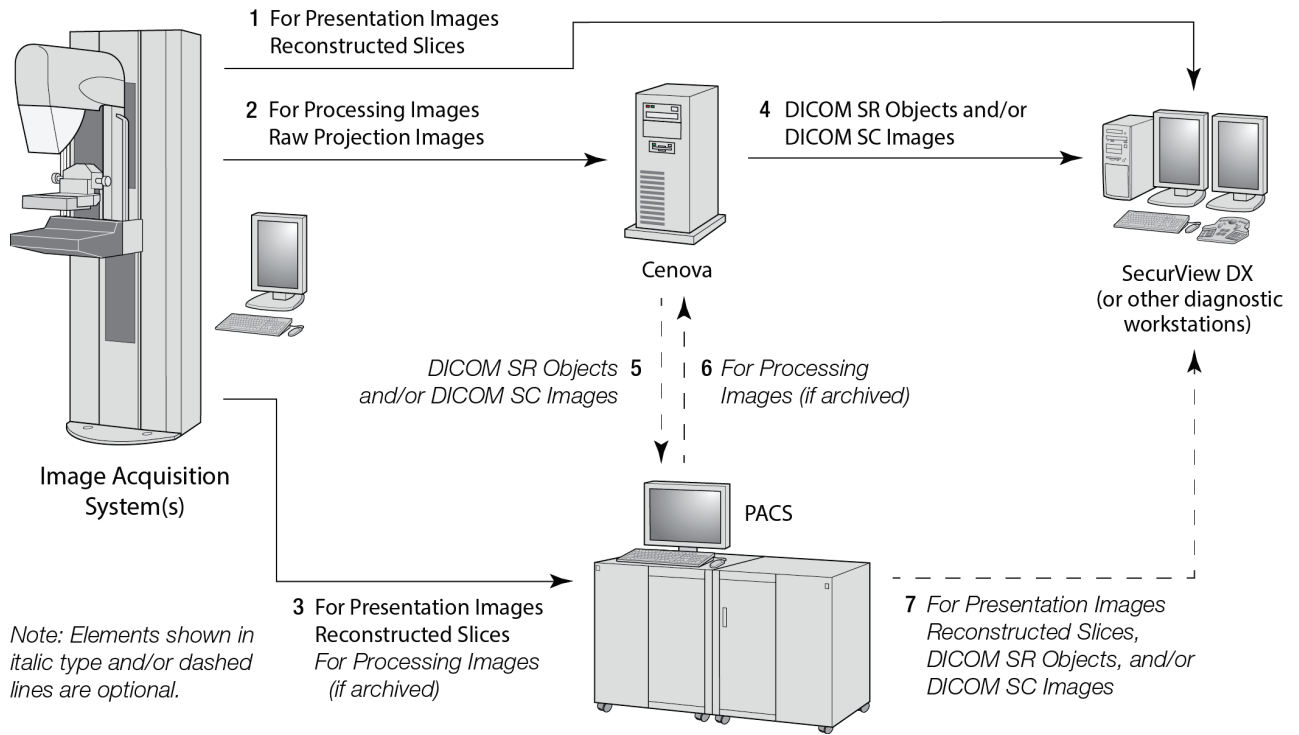 1 For Presentation Images
Reconstructed Slices
2 For Processing Images
Raw Projection Images
4 DICOM SR Objects and/or
DICOM SC Images
Cenova
SecurView DX
(or other diagnostic
workstations)
DICOM SR Objects 5
and/or DICOM SC Images
6 For Processing
Images (if archived)
Image Acquisition
System(s)
PACS
3 For Presentation Images
Reconstructed Slices
For Processing Images
(if archived)
7 For Presentation Images
Reconstructed Slices,
DICOM SR Objects, and/or
DICOM SC Images
Note: Elements shown in
italic type and/or dashed
lines are optional.